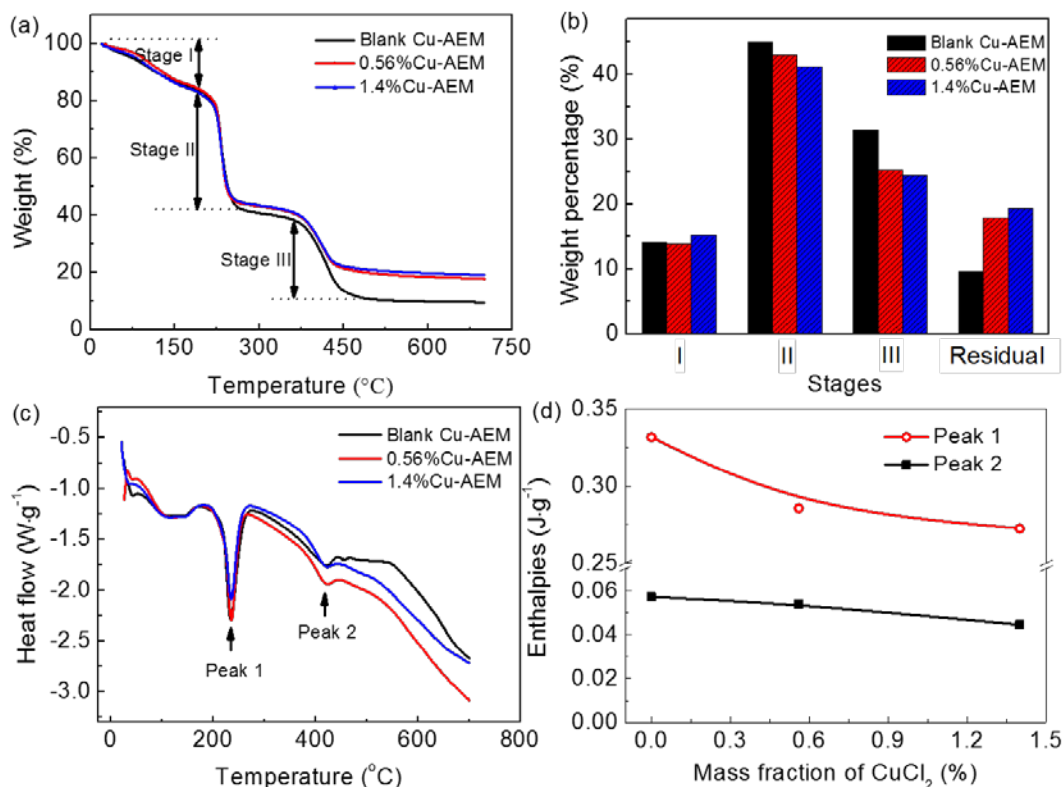 (a)
100
80
60
40
20
0
Weight (%)
Stage I
Stage II
Stage III
Blank Cu-AEM
0.56%Cu-AEM
1.4%Cu-AEM
0 150 300 450 600 750
Temperature (°C)
(b)
40
30
20
10
0
Weight percentage (%)
Blank Cu-AEM
0.56%Cu-AEM
1.4%Cu-AEM
I II III Residual
Stages
(c)
-0.5
-1.0
-1.5
-2.0
-2.5
-3.0
Heat flow (W·g⁻¹)
Blank Cu-AEM
0.56%Cu-AEM
1.4%Cu-AEM
Peak 1
Peak 2
0 200 400 600 800
Temperature (°C)
(d)
0.35
0.30
0.25
0.06
0.04
0.02
0.00
Enthalpies (J·g⁻¹)
Peak 1
Peak 2
0.0 0.3 0.6 0.9 1.2 1.5
Mass fraction of CuCl₂ (%)